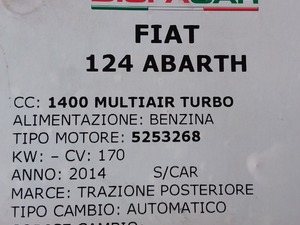 DISPACAR
FIAT
124 ABARTH
CC: 1400 MULTIAIR TURBO
ALIMENTAZIONE: BENZINA
TIPO MOTORE: 5253268
KW: – CV: 170
ANNO: 2014 S/CAR
MARCE: TRAZIONE POSTERIORE
TIPO CAMBIO: AUTOMATICO